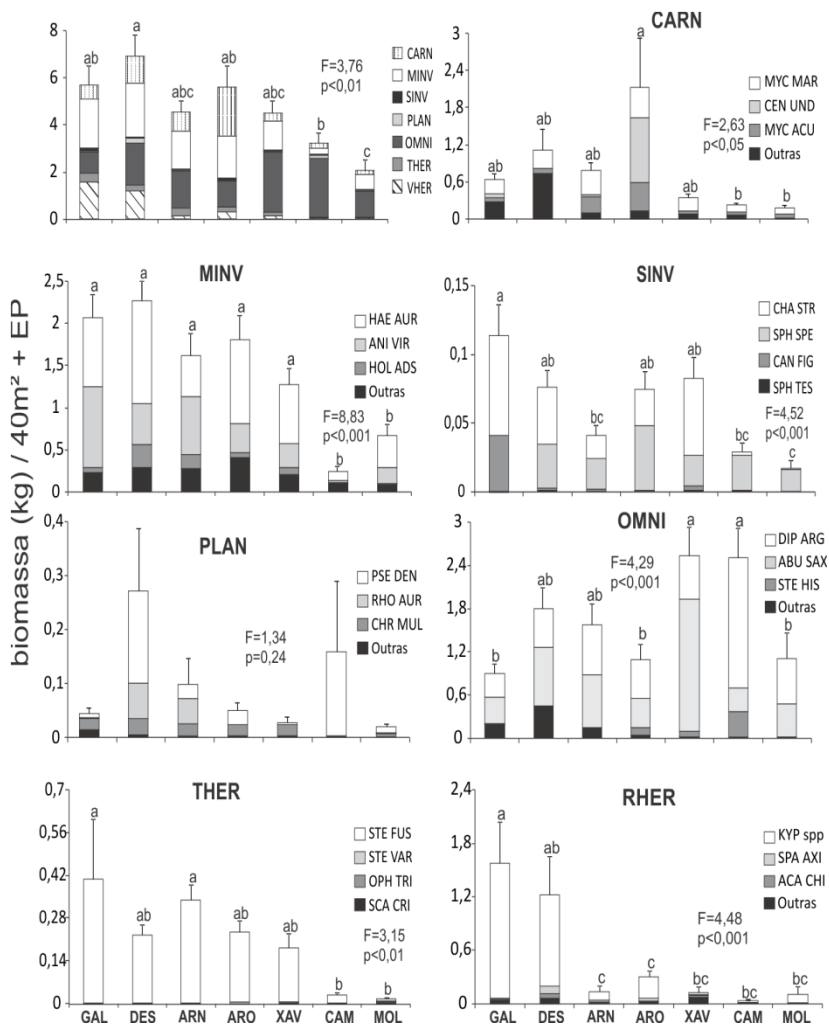 biomassa (kg) / 40m² + EP
8
6
4
2
0
ab
a
abc
ab
abc
b
c
F=3,76
p<0,01
CARN
MINV
SINV
PLAN
OMNI
THER
VHER
CARN
3
2,4
1,8
1,2
0,6
0
ab
ab
ab
a
ab
b
b
F=2,63
p<0,05
MYC MAR
CEN UND
MYC ACU
Outras
MINV
2,5
2
1,5
1
0,5
0
a
a
a
a
a
b
b
F=8,83
p<0,001
HAE AUR
ANI VIR
HOL ADS
Outras
SINV
0,15
0,1
0,05
0
a
ab
bc
ab
ab
bc
c
F=4,52
p<0,001
CHA STR
SPH SPE
CAN FIG
SPH TES
PLAN
0,4
0,3
0,2
0,1
0
F=1,34
p=0,24
PSE DEN
RHO AUR
CHR MUL
Outras
OMNI
3
2,4
1,8
1,2
0,6
0
b
ab
ab
b
a
a
b
F=4,29
p<0,001
DIP ARG
ABU SAX
STE HIS
Outras
THER
0,7
0,56
0,42
0,28
0,14
0
a
ab
a
ab
ab
b
b
F=3,15
p<0,01
STE FUS
STE VAR
OPH TRI
SCA CRI
GAL DES ARN ARO XAV CAM MOL
RHER
2,4
1,8
1,2
0,6
0
a
ab
c
c
bc
bc
bc
F=4,48
p<0,001
KYP spp
SPA AXI
ACA CHI
Outras
GAL DES ARN ARO XAV CAM MOL